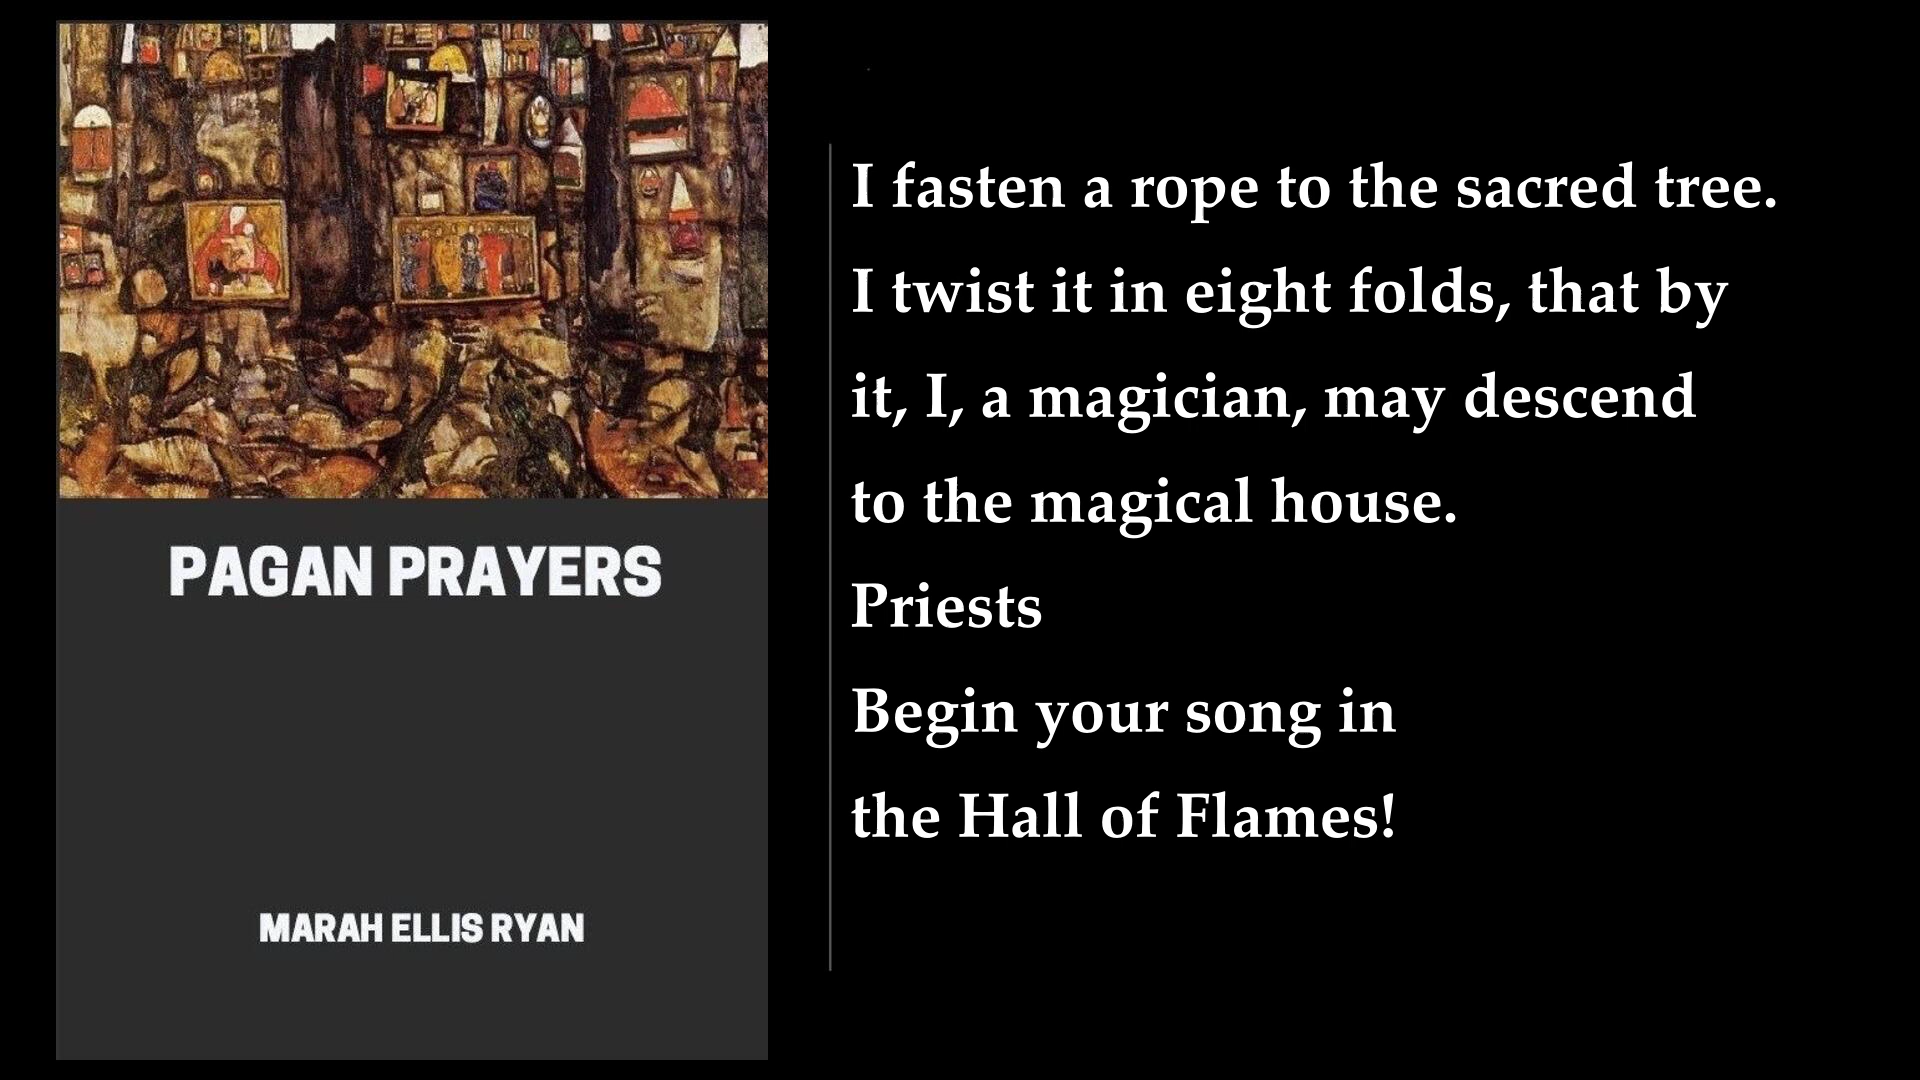 PAGAN PRAYERS
MARAH ELLIS RYAN
I fasten a rope to the sacred tree.
I twist it in eight folds, that by
it, I, a magician, may descend
to the magical house.
Priests
Begin your song in
the Hall of Flames!